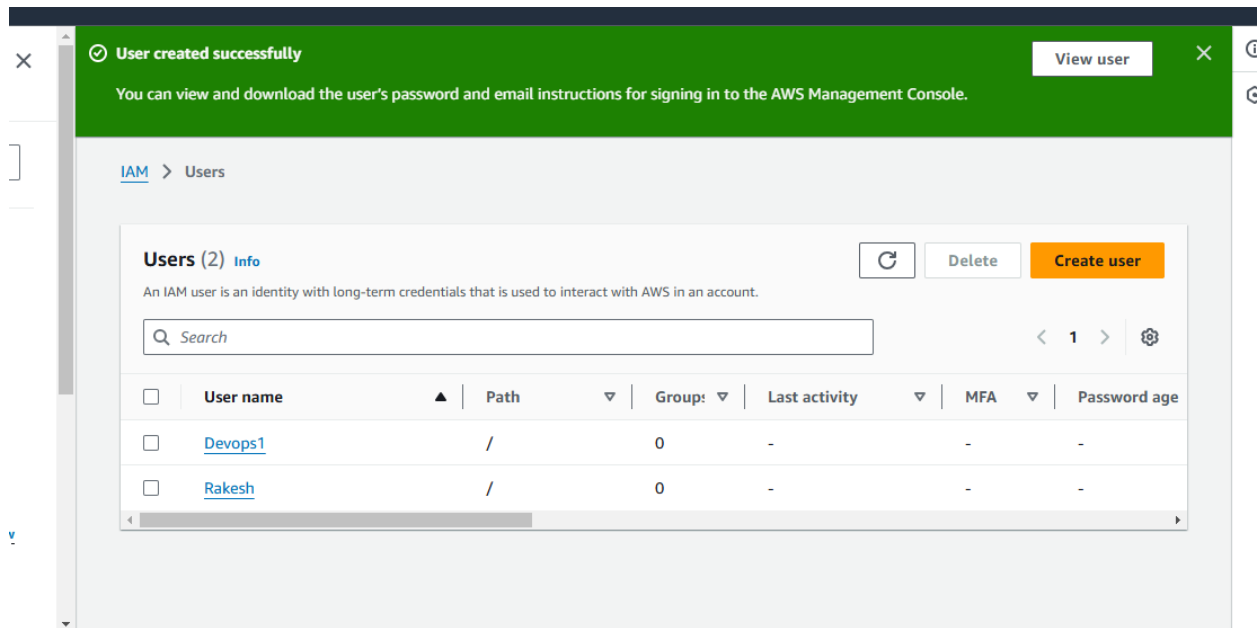 User created successfully
View user
You can view and download the user's password and email instructions for signing in to the AWS Management Console.
IAM > Users
Users (2) Info
Delete
Create user
An IAM user is an identity with long-term credentials that is used to interact with AWS in an account.
Search
1
User name Path Groups Last activity MFA Password age
Devops1 / 0 - - -
Rakesh / 0 - - -